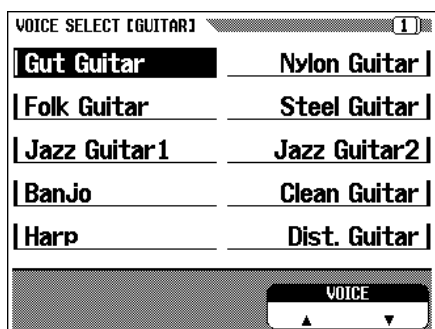 VOICE SELECT [GUITAR] 1
Gut Guitar Nylon Guitar
Folk Guitar Steel Guitar
Jazz Guitar1 Jazz Guitar2
Banjo Clean Guitar
Harp Dist. Guitar
VOICE
▲ ▼